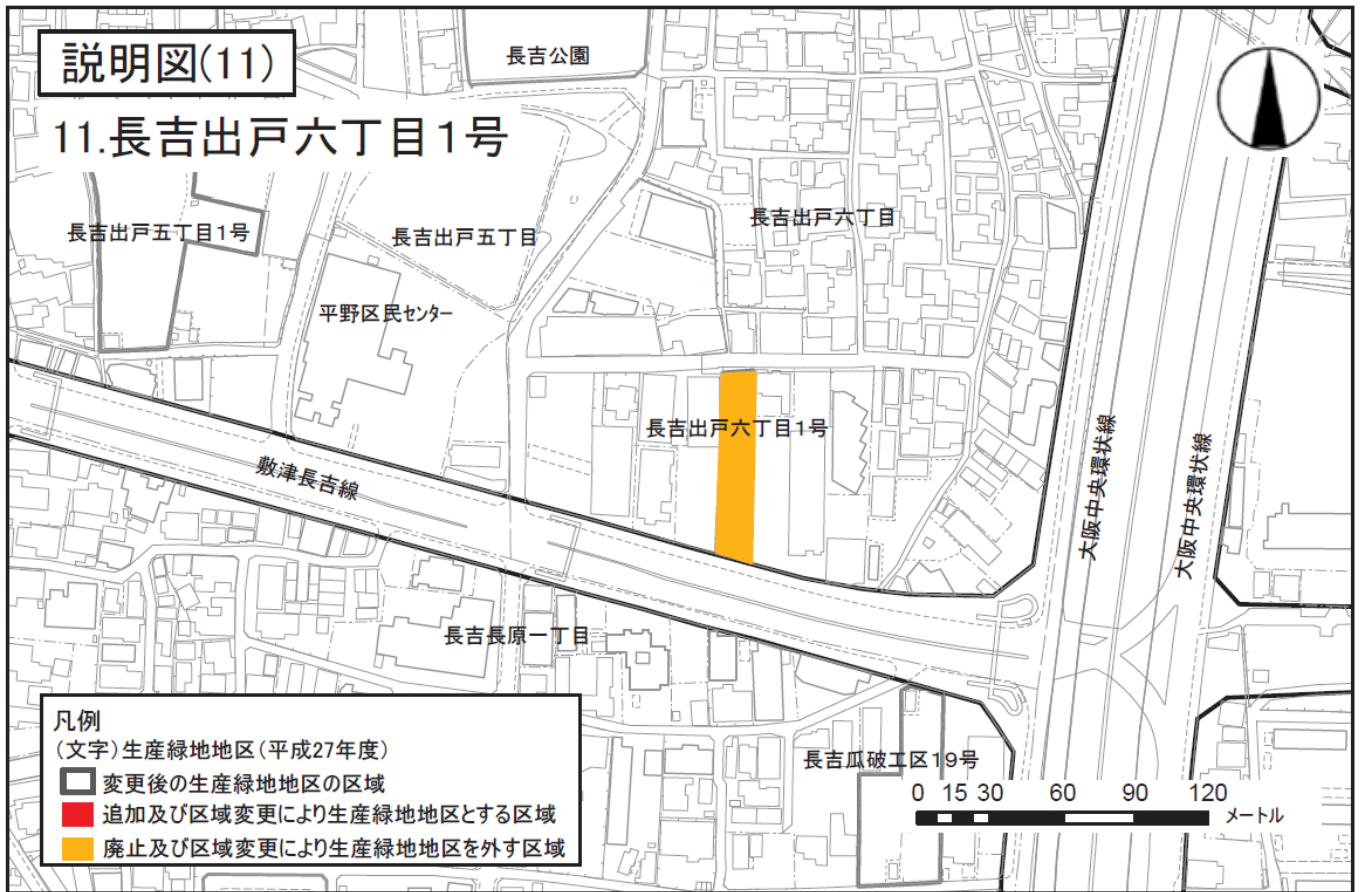 説明図(11)
11.長吉出戸六丁目1号
長吉公園
長吉出戸五丁目1号
長吉出戸五丁目
長吉出戸六丁目
平野区民センター
長吉出戸六丁目1号
敷津長吉線
大阪中央環状線
大阪中央環状線
長吉長原一丁目
長吉瓜破工区19号
凡例
(文字)生産緑地地区(平成27年度)
変更後の生産緑地地区の区域
追加及び区域変更により生産緑地地区とする区域
廃止及び区域変更により生産緑地地区を外す区域
0 15 30 60 90 120
メートル